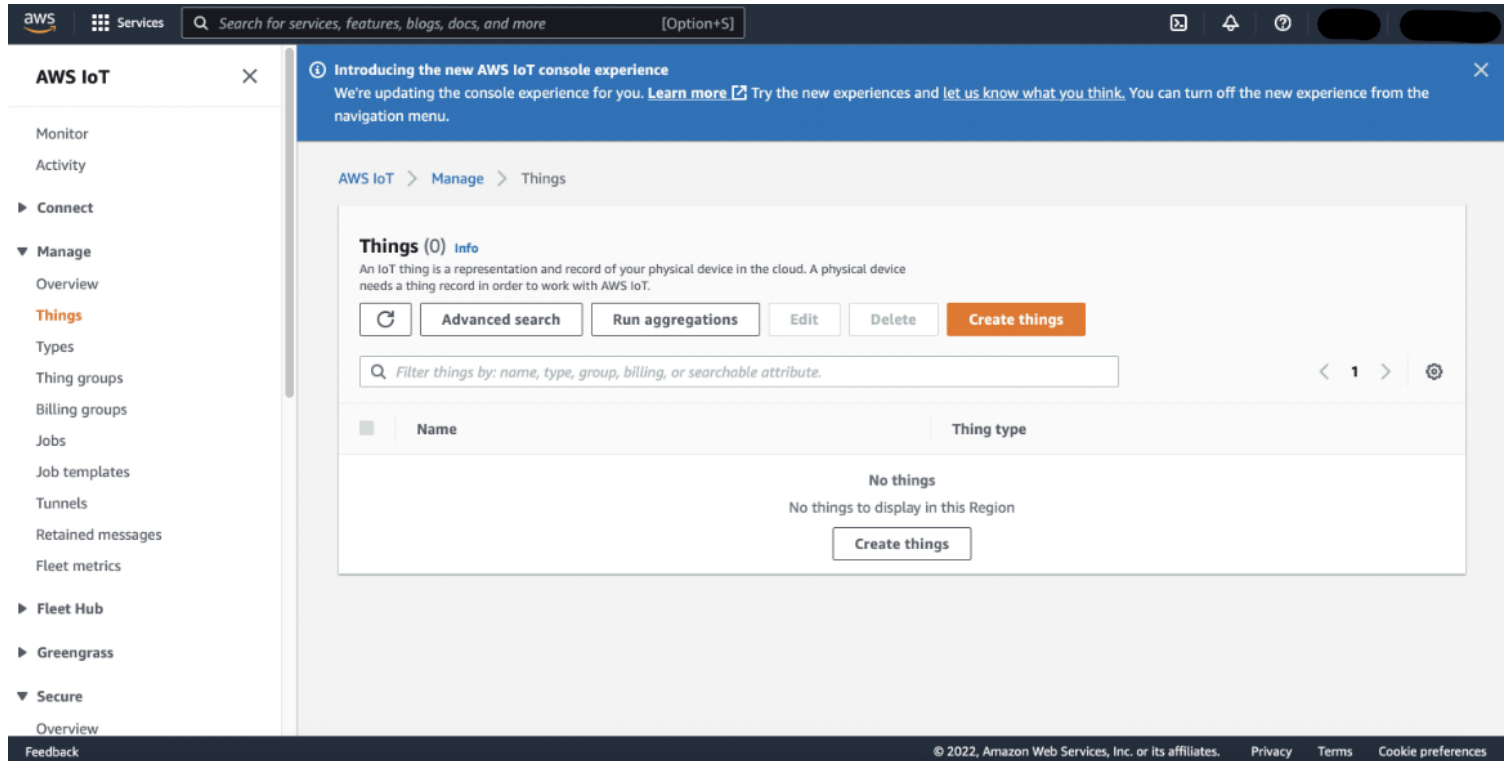 aws
Services
Search for services, features, blogs, docs, and more
[Option+S]
AWS IoT
Monitor
Activity
Connect
Manage
Overview
Things
Types
Thing groups
Billing groups
Jobs
Job templates
Tunnels
Retained messages
Fleet metrics
Fleet Hub
Greengrass
Secure
Overview
Introducing the new AWS IoT console experience
We're updating the console experience for you. Learn more Try the new experiences and let us know what you think. You can turn off the new experience from the
navigation menu.
AWS IoT > Manage > Things
Things (0) Info
An IoT thing is a representation and record of your physical device in the cloud. A physical device
needs a thing record in order to work with AWS IoT.
Advanced search
Run aggregations
Edit
Delete
Create things
Filter things by: name, type, group, billing, or searchable attribute.
1
Name
Thing type
No things
No things to display in this Region
Create things
Feedback
© 2022, Amazon Web Services, Inc. or its affiliates.
Privacy
Terms
Cookie preferences